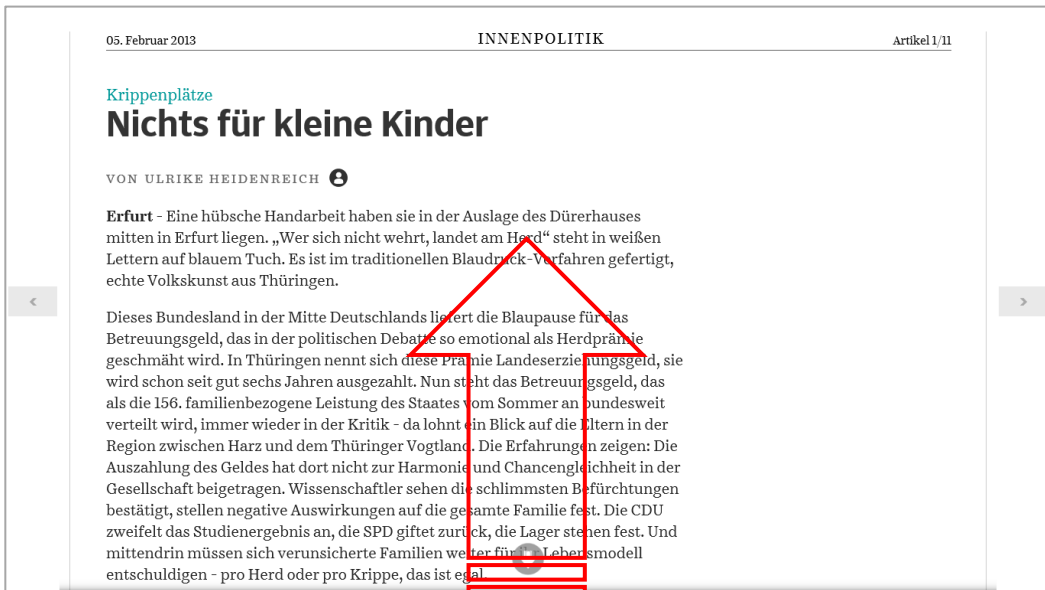 05. Februar 2013
INNENPOLITIK
Artikel 1/11
Krippenplätze
Nichts für kleine Kinder
VON ULRIKE HEIDENREICH
Erfurt - Eine hübsche Handarbeit haben sie in der Auslage des Dürerhauses
mitten in Erfurt liegen. „Wer sich nicht wehrt, landet am Herd“ steht in weißen
Lettern auf blauem Tuch. Es ist im traditionellen Blaudruck-Verfahren gefertigt,
echte Volkskunst aus Thüringen.
Dieses Bundesland in der Mitte Deutschlands liefert die Blaupause für das
Betreuungsgeld, das in der politischen Debatte so emotional als Herdprämie
geschmäht wird. In Thüringen nennt sich diese Prämie Landeserziehungsgeld, sie
wird schon seit gut sechs Jahren ausgezahlt. Nun steht das Betreuungsgeld, das
als die 156. familienbezogene Leistung des Staates vom Sommer an bundesweit
verteilt wird, immer wieder in der Kritik - da lohnt ein Blick auf die Eltern in der
Region zwischen Harz und dem Thüringer Vogtland. Die Erfahrungen zeigen: Die
Auszahlung des Geldes hat dort nicht zur Harmonie und Chancengleichheit in der
Gesellschaft beigetragen. Wissenschaftler sehen die schlimmsten Befürchtungen
bestätigt, stellen negative Auswirkungen auf die gesamte Familie fest. Die CDU
zweifelt das Studienergebnis an, die SPD giftet zurück, die Lager stehen fest. Und
mittendrin müssen sich verunsicherte Familien weiter für Lebensmodell
entschuldigen - pro Herd oder pro Krippe, das ist egal.